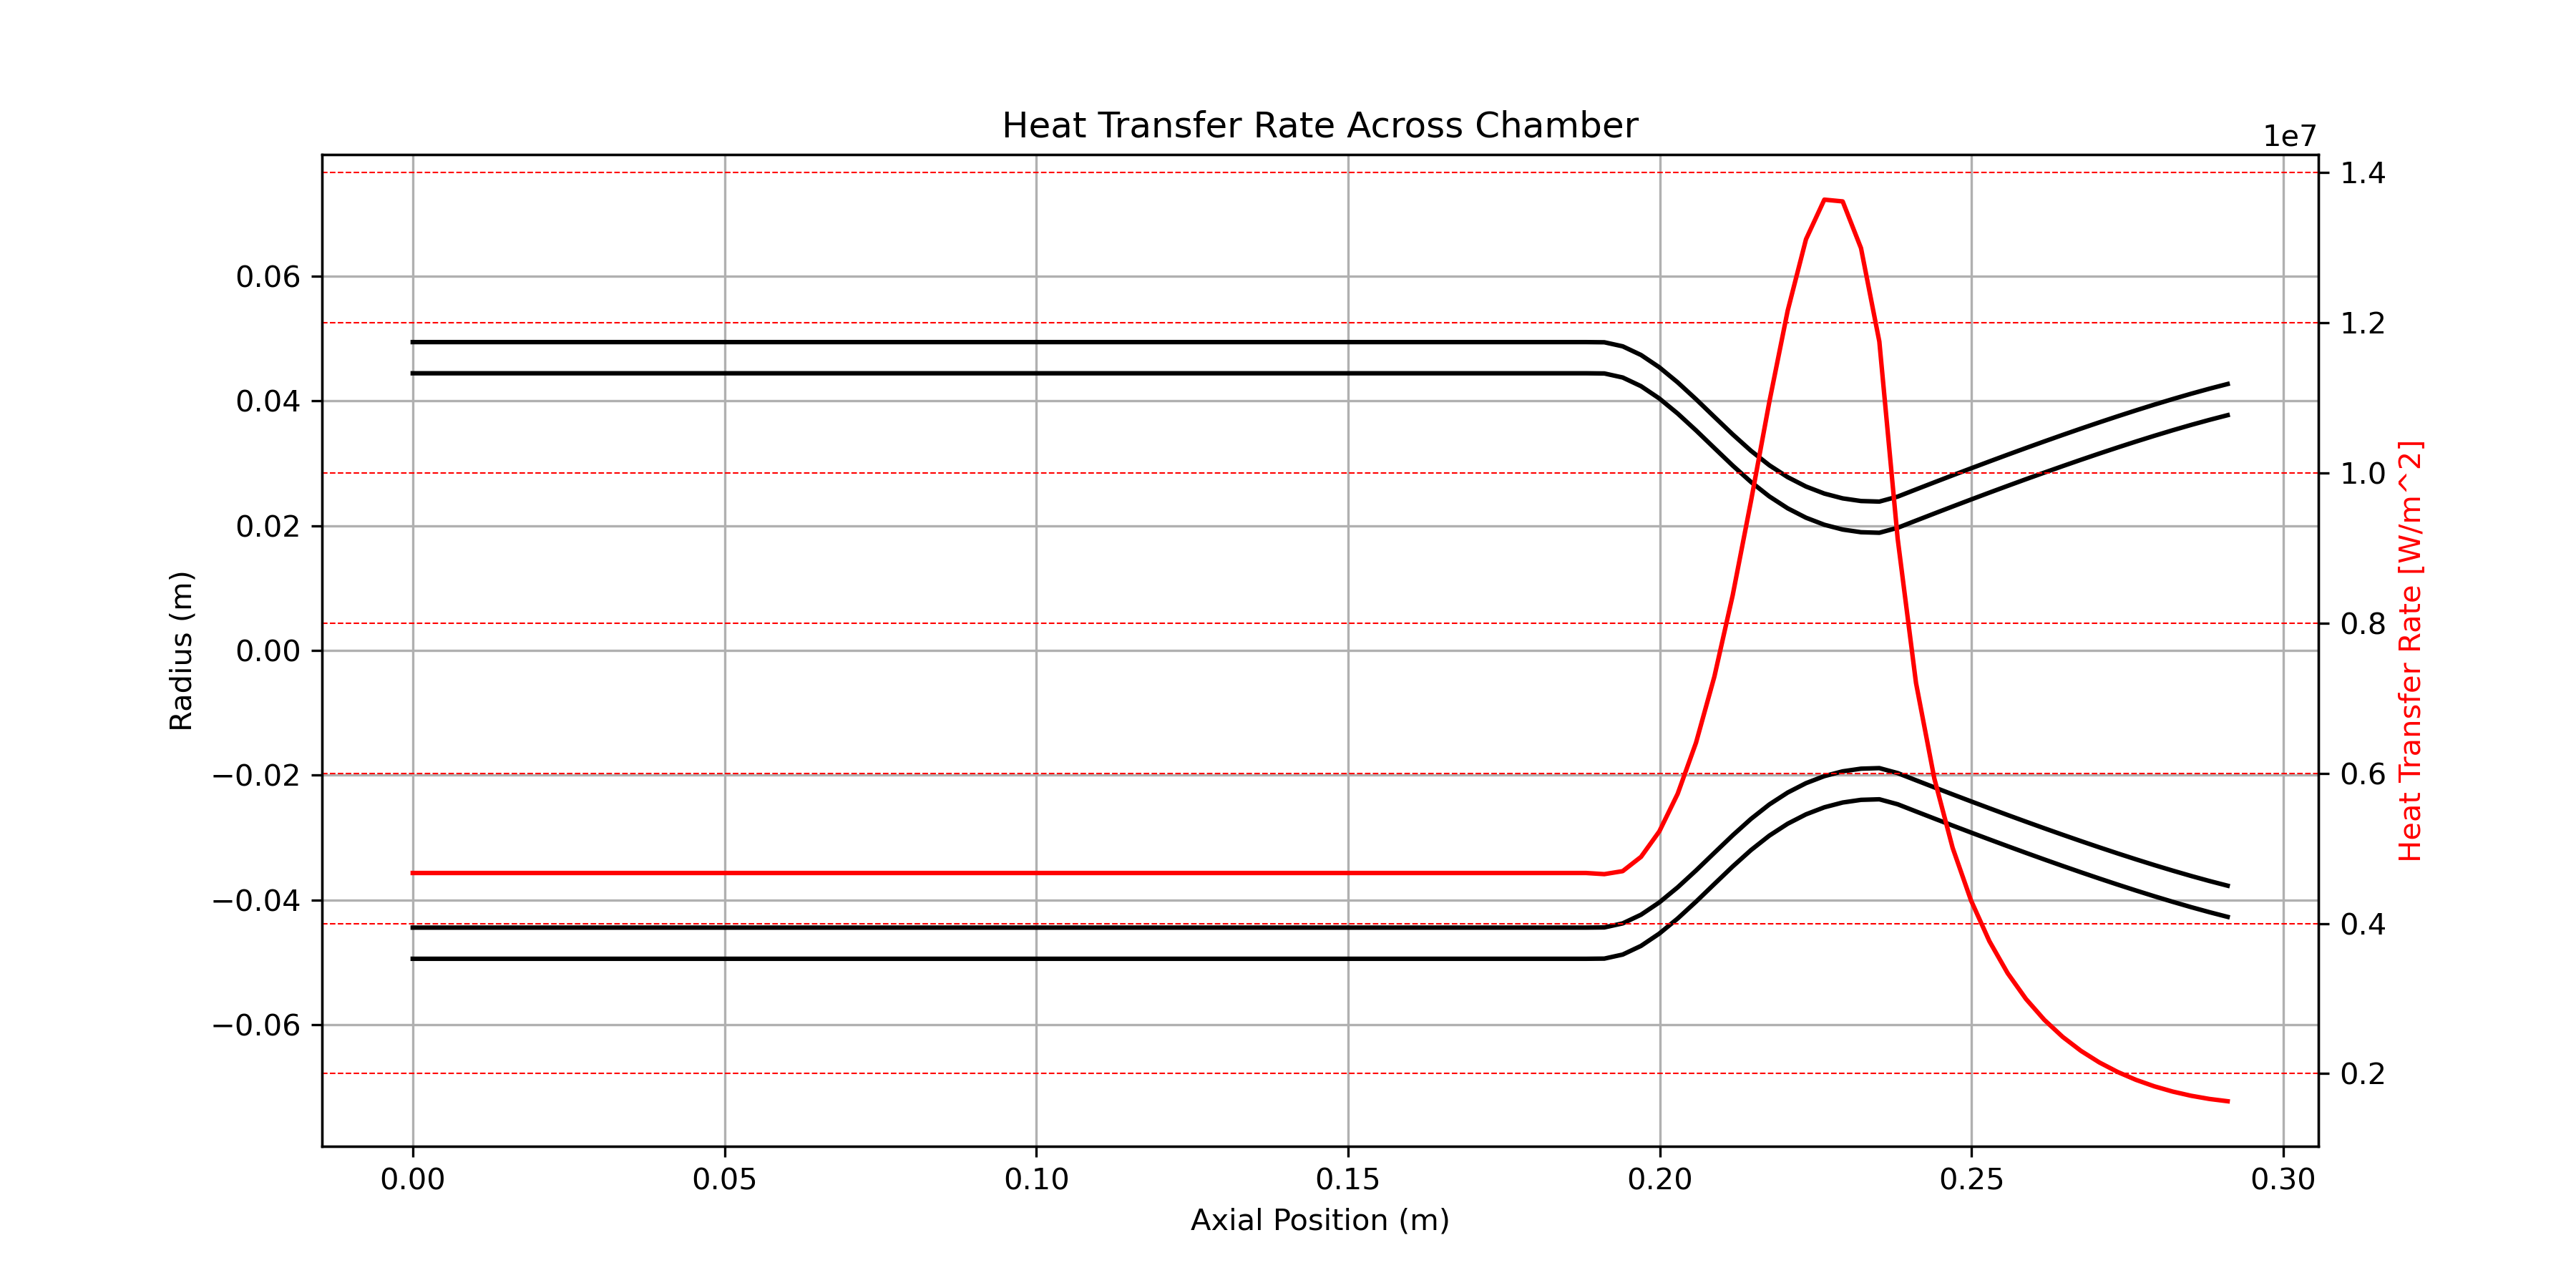 Heat Transfer Rate Across Chamber
1e7
Radius (m)
0.06
0.04
0.02
0.00
−0.02
−0.04
−0.06
1.4
1.2
1.0
0.8
0.6
0.4
0.2
Heat Transfer Rate [W/m^2]
0.00 0.05 0.10 0.15 0.20 0.25 0.30
Axial Position (m)